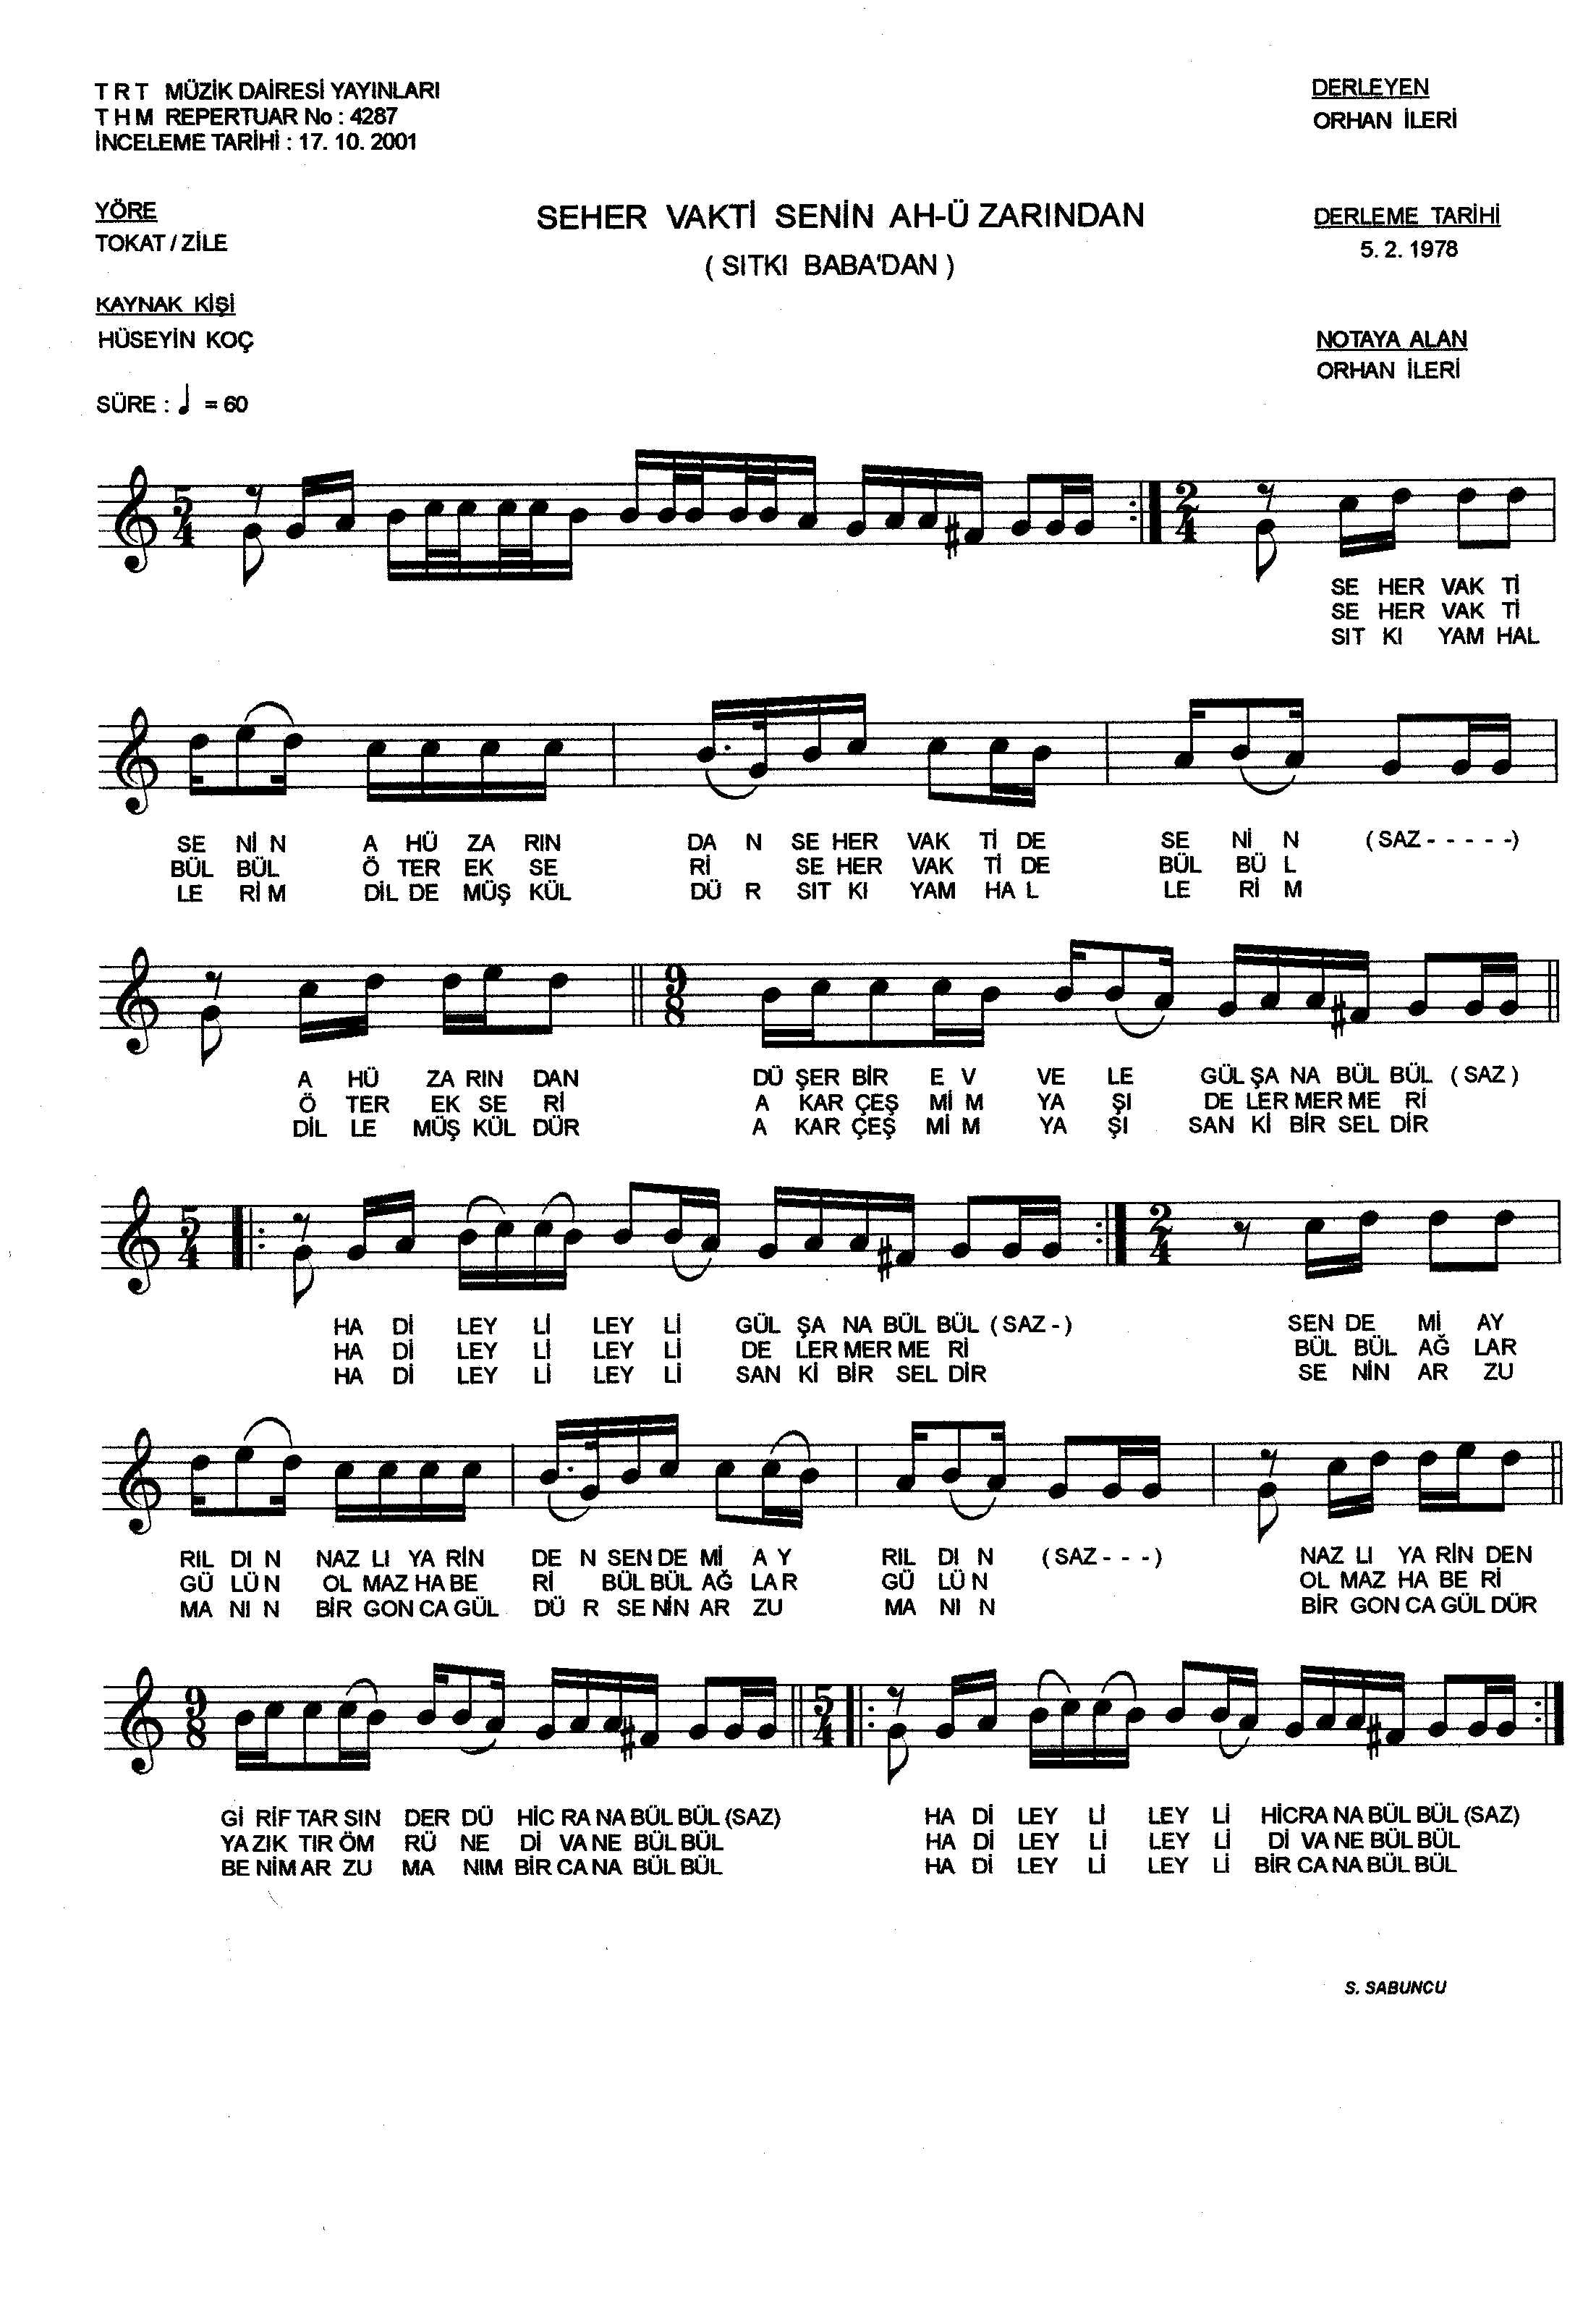 T R T MÜZİK DAİRESİ YAYINLARI
T H M REPERTUAR No : 4287
İNCELEME TARİHİ : 17. 10. 2001
DERLEYEN
ORHAN İLERİ
YÖRE
TOKAT / ZİLE
SEHER VAKTİ SENİN AH-Ü ZARINDAN
( SITKI BABA'DAN )
DERLEME TARİHİ
5. 2. 1978
KAYNAK KİŞİ
HÜSEYİN KOÇ
NOTAYA ALAN
ORHAN İLERİ
SÜRE : ♩ = 60
5 4 2 4
SE HER VAK Tİ
SE HER VAK Tİ
SIT KI YAM HAL
SE Nİ N A HÜ ZA RIN DA N SE HER VAK Tİ DE SE Nİ N ( SAZ - - - - -)
BÜL BÜL Ö TER EK SE Rİ SE HER VAK Tİ DE BÜL BÜ L
LE Rİ M DİL DE MÜŞ KÜL DÜ R SIT KI YAM HA L LE Rİ M
9 8
A HÜ ZA RIN DAN DÜ ŞER BİR E V VE LE GÜL ŞA NA BÜL BÜL ( SAZ )
Ö TER EK SE Rİ A KAR ÇEŞ Mİ M YA ŞI DE LER MER ME Rİ
DİL LE MÜŞ KÜL DÜR A KAR ÇEŞ Mİ M YA ŞI SAN Kİ BİR SEL DİR
5 4 2 4
HA Dİ LEY Lİ LEY Lİ GÜL ŞA NA BÜL BÜL ( SAZ - ) SEN DE Mİ AY
HA Dİ LEY Lİ LEY Lİ DE LER MER ME Rİ BÜL BÜL AĞ LAR
HA Dİ LEY Lİ LEY Lİ SAN Kİ BİR SEL DİR SE NİN AR ZU
RIL DI N NAZ LI YA RİN DE N SEN DE Mİ A Y RIL DI N ( SAZ - - - ) NAZ LI YA RİN DEN
GÜ LÜ N OL MAZ HA BE Rİ BÜL BÜL AĞ LA R GÜ LÜ N OL MAZ HA BE Rİ
MA NI N BİR GON CA GÜL DÜ R SE NİN AR ZU MA NI N BİR GON CA GÜL DÜR
9 8 5 4
Gİ RİF TAR SIN DER DÜ HİC RA NA BÜL BÜL (SAZ) HA Dİ LEY Lİ LEY Lİ HİCRA NA BÜL BÜL (SAZ)
YA ZIK TIR ÖM RÜ NE Dİ VA NE BÜL BÜL HA Dİ LEY Lİ LEY Lİ Dİ VA NE BÜL BÜL
BE NİM AR ZU MA NIM BİR CA NA BÜL BÜL HA Dİ LEY Lİ LEY Lİ BİR CA NA BÜL BÜL
S. SABUNCU